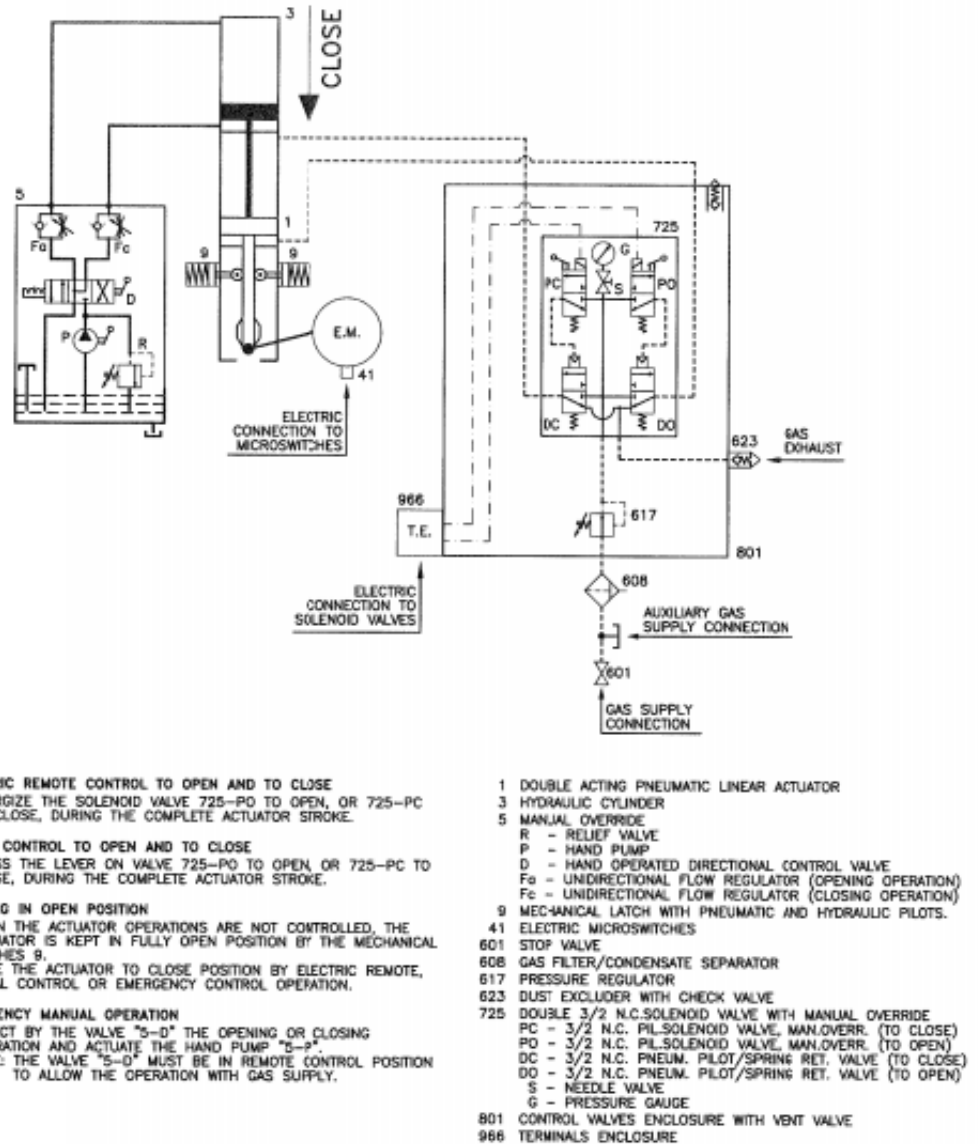 3
CLOSE
5
Fa
Fc
P
D
P
P
R
1
9
9
E.M.
41
ELECTRIC
CONNECTION TO
MICROSWITCHES
725
G
PC
S
PO
DC
DO
623
GAS
EXHAUST
966
T.E.
617
801
ELECTRIC
CONNECTION TO
SOLENOID VALVES
608
AUXILIARY GAS
SUPPLY CONNECTION
601
GAS SUPPLY
CONNECTION
IC REMOTE CONTROL TO OPEN AND TO CLOSE
RGIZE THE SOLENOID VALVE 725-PO TO OPEN, OR 725-PC
CLOSE, DURING THE COMPLETE ACTUATOR STROKE.
CONTROL TO OPEN AND TO CLOSE
SS THE LEVER ON VALVE 725-PO TO OPEN, OR 725-PC TO
SE, DURING THE COMPLETE ACTUATOR STROKE.
G IN OPEN POSITION
N THE ACTUATOR OPERATIONS ARE NOT CONTROLLED, THE
UATOR IS KEPT IN FULLY OPEN POSITION BY THE MECHANICAL
HES 9.
E THE ACTUATOR TO CLOSE POSITION BY ELECTRIC REMOTE,
AL CONTROL OR EMERGENCY CONTROL OPERATION.
ENCY MANUAL OPERATION
CT BY THE VALVE "5-D" THE OPENING OR CLOSING
RATION AND ACTUATE THE HAND PUMP "5-P".
: THE VALVE "5-D" MUST BE IN REMOTE CONTROL POSITION
TO ALLOW THE OPERATION WITH GAS SUPPLY.
1 DOUBLE ACTING PNEUMATIC LINEAR ACTUATOR
3 HYDRAULIC CYLINDER
5 MANUAL OVERRIDE
R - RELIEF VALVE
P - HAND PUMP
D - HAND OPERATED DIRECTIONAL CONTROL VALVE
Fa - UNIDIRECTIONAL FLOW REGULATOR (OPENING OPERATION)
Fc - UNIDIRECTIONAL FLOW REGULATOR (CLOSING OPERATION)
9 MECHANICAL LATCH WITH PNEUMATIC AND HYDRAULIC PILOTS.
41 ELECTRIC MICROSWITCHES
601 STOP VALVE
608 GAS FILTER/CONDENSATE SEPARATOR
617 PRESSURE REGULATOR
623 DUST EXCLUDER WITH CHECK VALVE
725 DOUBLE 3/2 N.C.SOLENOID VALVE WITH MANUAL OVERRIDE
PC - 3/2 N.C. PIL.SOLENOID VALVE, MAN.OVERR. (TO CLOSE)
PO - 3/2 N.C. PIL.SOLENOID VALVE, MAN.OVERR. (TO OPEN)
DC - 3/2 N.C. PNEUM. PILOT/SPRING RET. VALVE (TO CLOSE)
DO - 3/2 N.C. PNEUM. PILOT/SPRING RET. VALVE (TO OPEN)
S - NEEDLE VALVE
G - PRESSURE GAUGE
801 CONTROL VALVES ENCLOSURE WITH VENT VALVE
966 TERMINALS ENCLOSURE